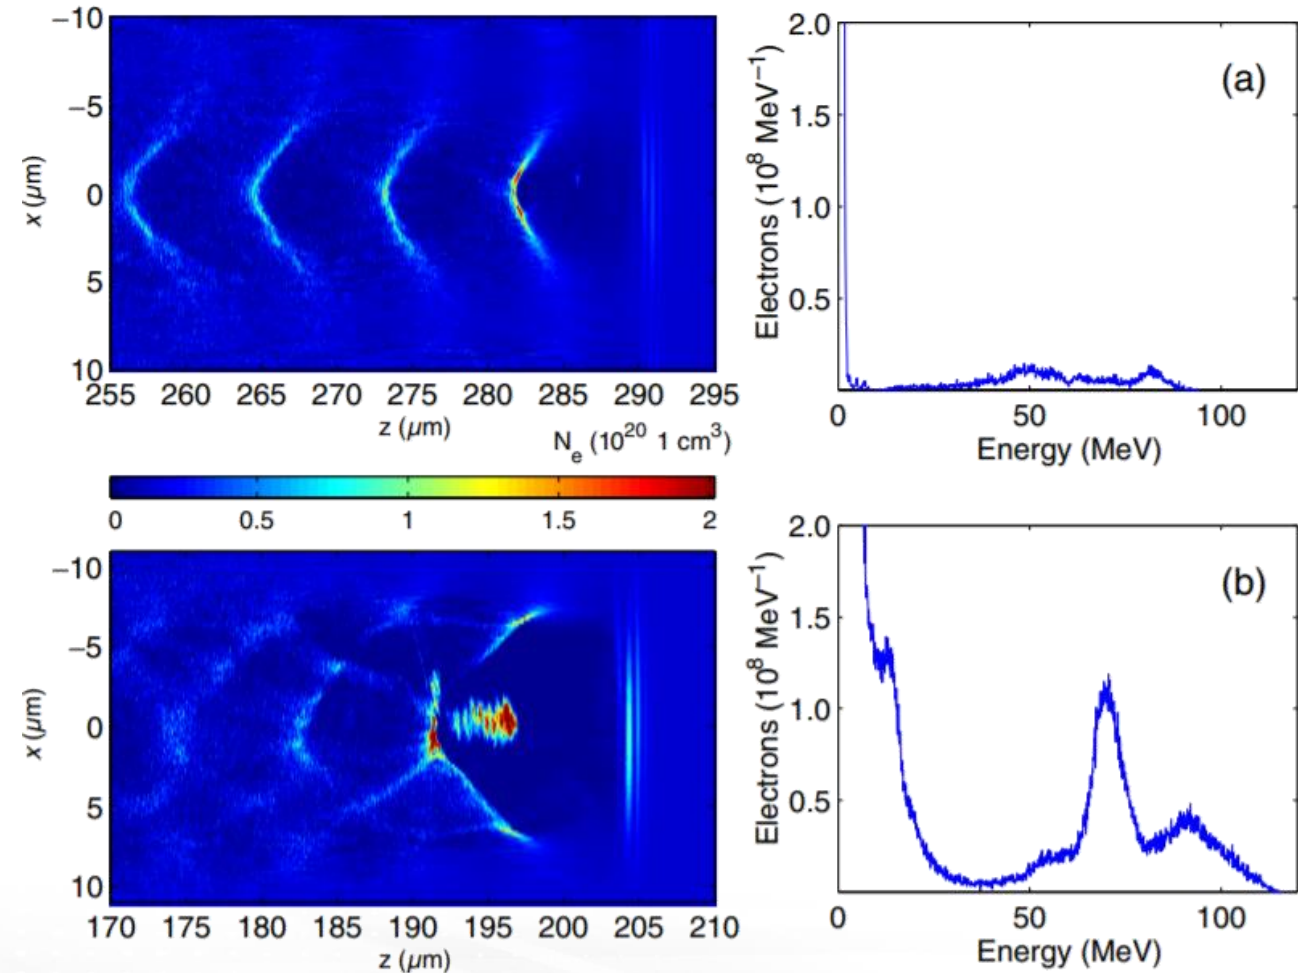 −10
−5
0
5
10
x (µm)
255 260 265 270 275 280 285 290 295
z (µm)
N_e (10^20 1 cm^3)
0 0.5 1 1.5 2
−10
−5
0
5
10
x (µm)
170 175 180 185 190 195 200 205 210
z (µm)
2.0
1.5
1.0
0.5
Electrons (10^8 MeV^−1)
(a)
0 50 100
Energy (MeV)
2.0
1.5
1.0
0.5
Electrons (10^8 MeV^−1)
(b)
0 50 100
Energy (MeV)